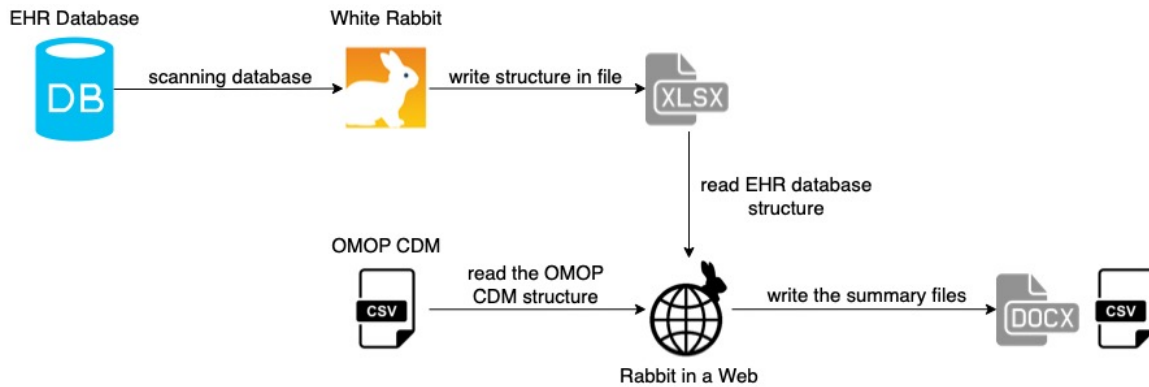 EHR Database
White Rabbit
DB
scanning database
write structure in file
XLSX
read EHR database
structure
OMOP CDM
CSV
read the OMOP
CDM structure
write the summary files
DOCX
CSV
Rabbit in a Web